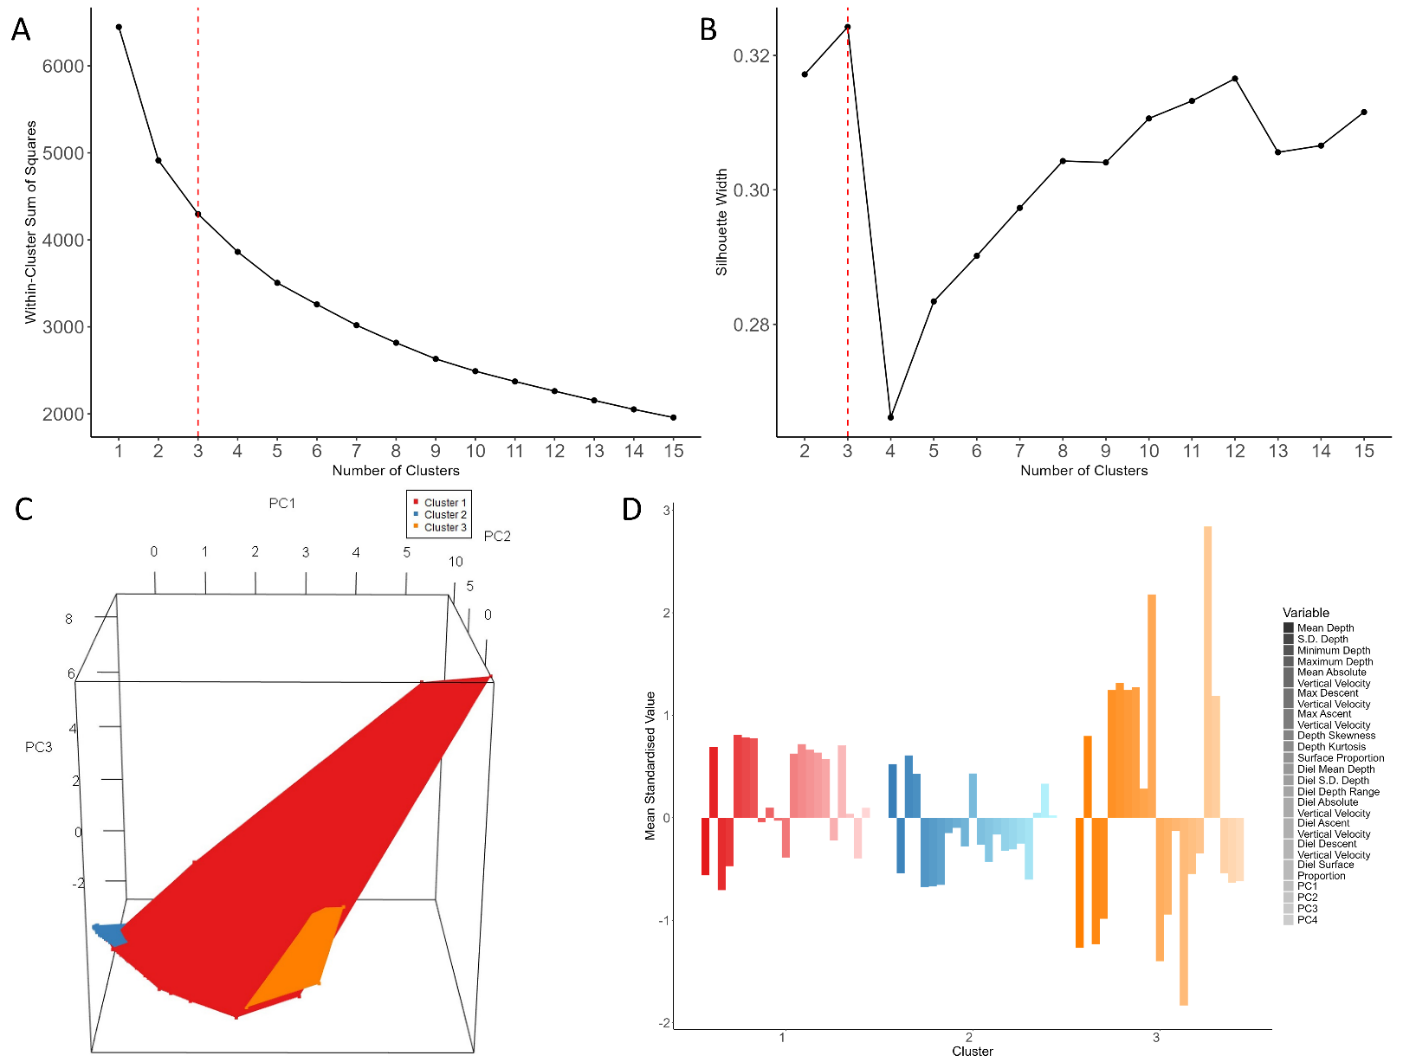 A
Within-Cluster Sum of Squares
6000
5000
4000
3000
2000
1 2 3 4 5 6 7 8 9 10 11 12 13 14 15
Number of Clusters
B
Silhouette Width
0.32
0.30
0.28
2 3 4 5 6 7 8 9 10 11 12 13 14 15
Number of Clusters
C
PC1
Cluster 1
Cluster 2
Cluster 3
PC2
0 1 2 3 4 5
10
5
0
8
6
4
2
0
-2
PC3
D
Mean Standardised Value
3
2
1
0
-1
-2
1 2 3
Cluster
Variable
Mean Depth
S.D. Depth
Minimum Depth
Maximum Depth
Mean Absolute
Vertical Velocity
Max Descent
Vertical Velocity
Max Ascent
Vertical Velocity
Depth Skewness
Depth Kurtosis
Surface Proportion
Diel Mean Depth
Diel S.D. Depth
Diel Depth Range
Diel Absolute
Vertical Velocity
Diel Ascent
Vertical Velocity
Diel Descent
Vertical Velocity
Diel Surface
Proportion
PC1
PC2
PC3
PC4